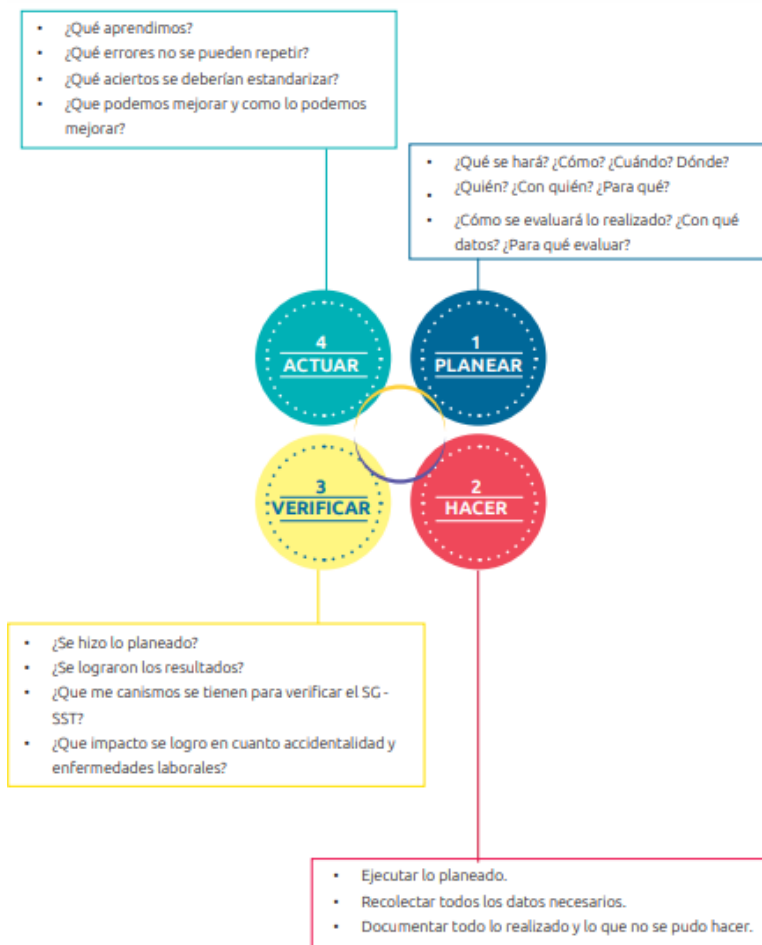 • ¿Qué aprendimos?
• ¿Qué errores no se pueden repetir?
• ¿Qué aciertos se deberían estandarizar?
• ¿Que podemos mejorar y como lo podemos
mejorar?
• ¿Qué se hará? ¿Cómo? ¿Cuándo? Dónde?
• ¿Quién? ¿Con quién? ¿Para qué?
• ¿Cómo se evaluará lo realizado? ¿Con qué
datos? ¿Para qué evaluar?
4
ACTUAR
1
PLANEAR
3
VERIFICAR
2
HACER
• ¿Se hizo lo planeado?
• ¿Se lograron los resultados?
• ¿Que me canismos se tienen para verificar el SG -
SST?
• ¿Que impacto se logro en cuanto accidentalidad y
enfermedades laborales?
• Ejecutar lo planeado.
• Recolectar todos los datos necesarios.
• Documentar todo lo realizado y lo que no se pudo hacer.